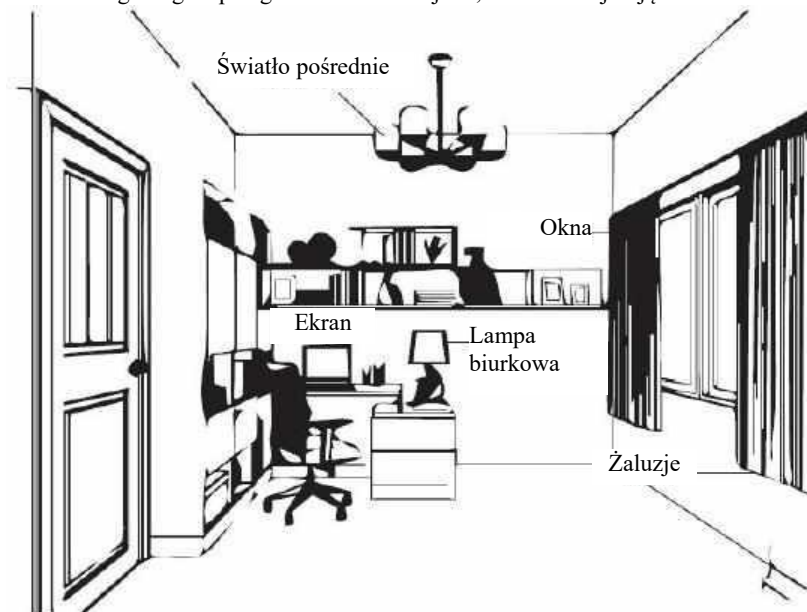 Światło pośrednie
Okna
Ekran
Lampa
biurkowa
Żaluzje